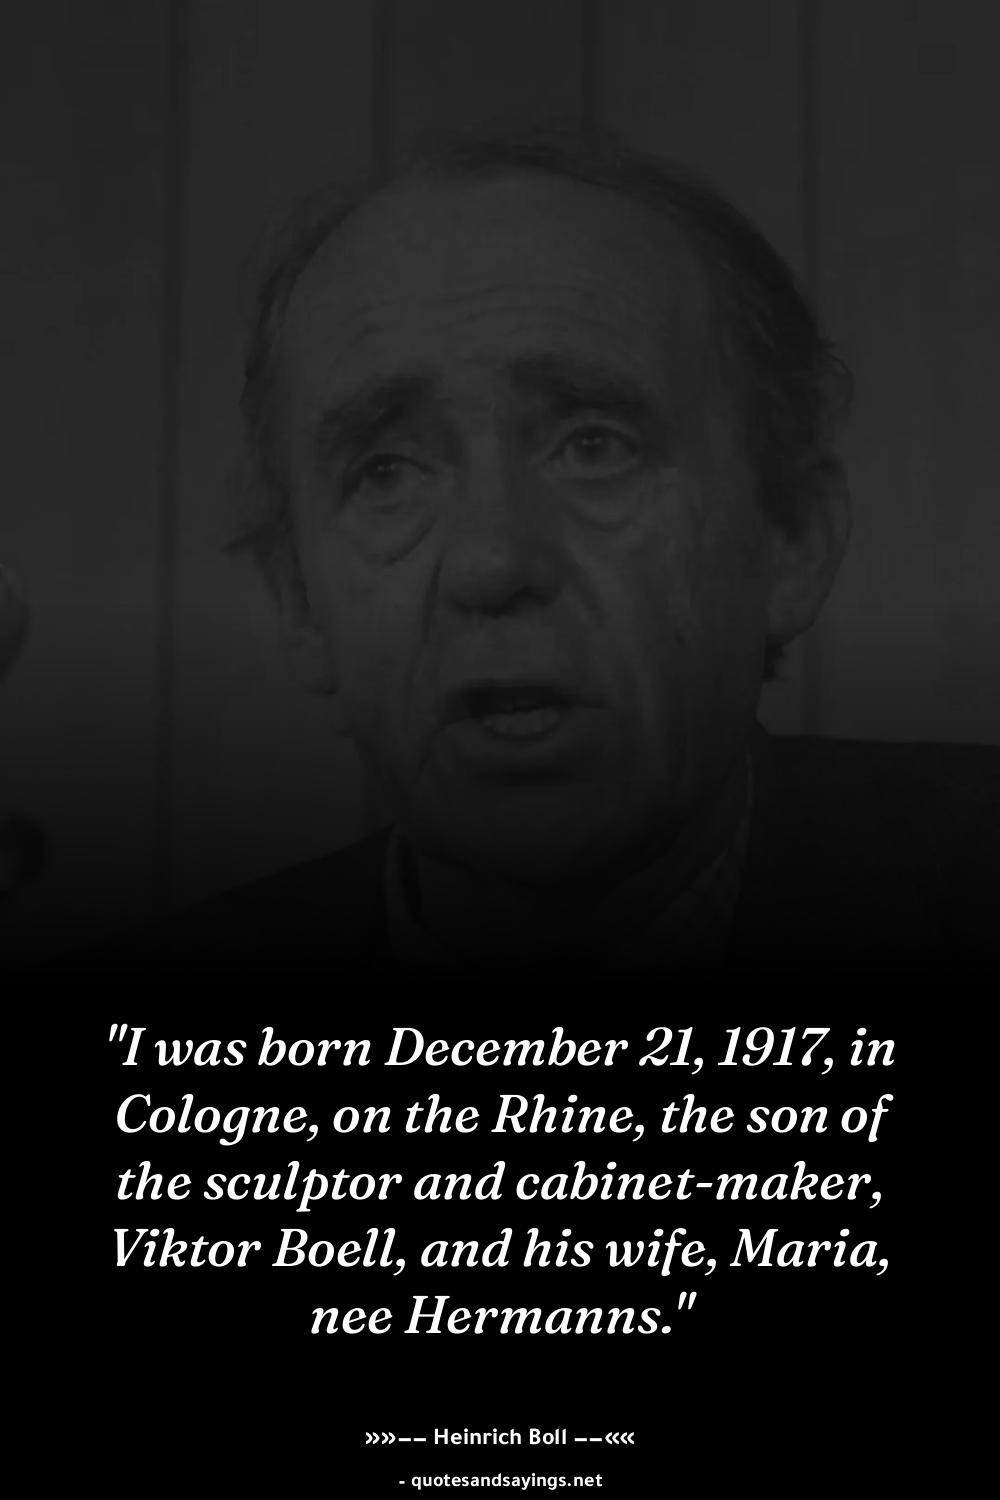 "I was born December 21, 1917, in
Cologne, on the Rhine, the son of
the sculptor and cabinet-maker,
Viktor Boell, and his wife, Maria,
nee Hermanns."
»»−− Heinrich Boll −−««
- quotesandsayings.net